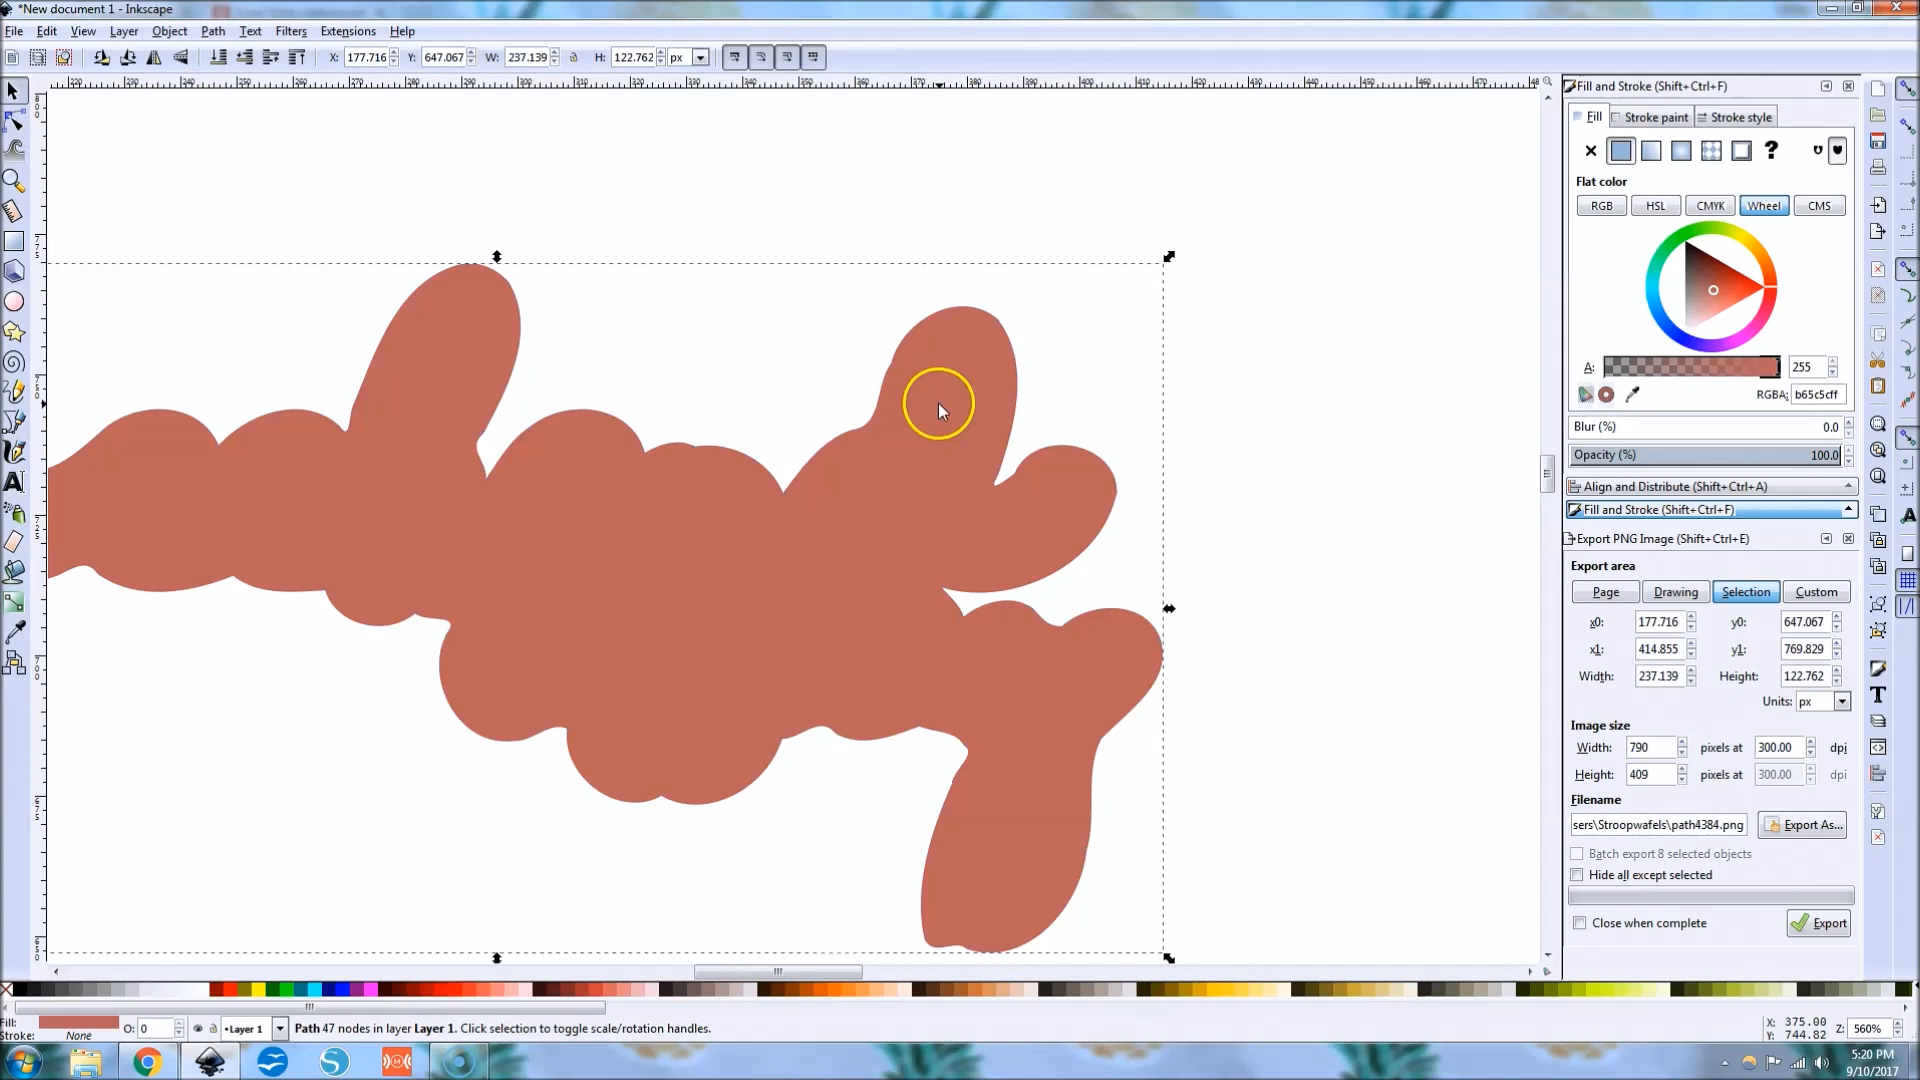 *New document 1 - Inkscape
File Edit View Layer Object Path Text Filters Extensions Help
X: 177.716 Y: 647.067 W: 237.139 H: 122.762 px
Fill and Stroke (Shift+Ctrl+F)
Fill Stroke paint Stroke style
Flat color
RGB HSL CMYK Wheel CMS
A: 255
RGBA: b65c5cff
Blur (%) 0.0
Opacity (%) 100.0
Align and Distribute (Shift+Ctrl+A)
Fill and Stroke (Shift+Ctrl+F)
Export PNG Image (Shift+Ctrl+E)
Export area
Page Drawing Selection Custom
x0: 177.716 y0: 647.067
x1: 414.855 y1: 769.829
Width: 237.139 Height: 122.762
Units: px
Image size
Width: 790 pixels at 300.00 dpi
Height: 409 pixels at 300.00 dpi
Filename
sers\Stroopwafels\path4384.png Export As...
Batch export 8 selected objects
Hide all except selected
Close when complete Export
Fill: O: 0 Layer 1 Path 47 nodes in layer Layer 1. Click selection to toggle scale/rotation handles.
Stroke: None
X: 375.00
Y: 744.82
Z: 560%
5:20 PM
9/10/2017